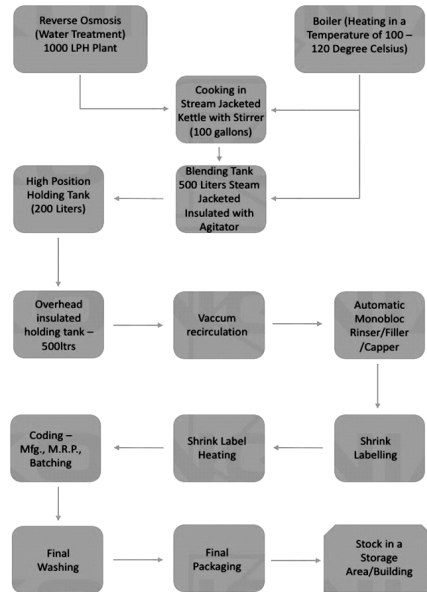 Reverse Osmosis
(Water Treatment)
1000 LPH Plant
Boiler (Heating in a
Temperature of 100 –
120 Degree Celsius)
Cooking in
Stream Jacketed
Kettle with Stirrer
(100 gallons)
High Position
Holding Tank
(200 Liters)
Blending Tank
500 Liters Steam
Jacketed
Insulated with
Agitator
Overhead
insulated
holding tank –
500ltrs
Vaccum
recirculation
Automatic
Monobloc
Rinser/Filler
/Capper
Coding –
Mfg., M.R.P.,
Batching
Shrink Label
Heating
Shrink
Labelling
Final
Washing
Final
Packaging
Stock in a
Storage
Area/Building